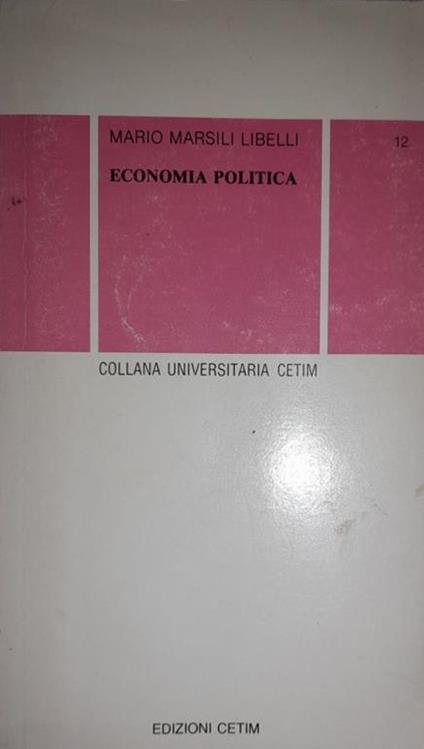 MARIO MARSILI LIBELLI
12
ECONOMIA POLITICA
COLLANA UNIVERSITARIA CETIM
EDIZIONI CETIM